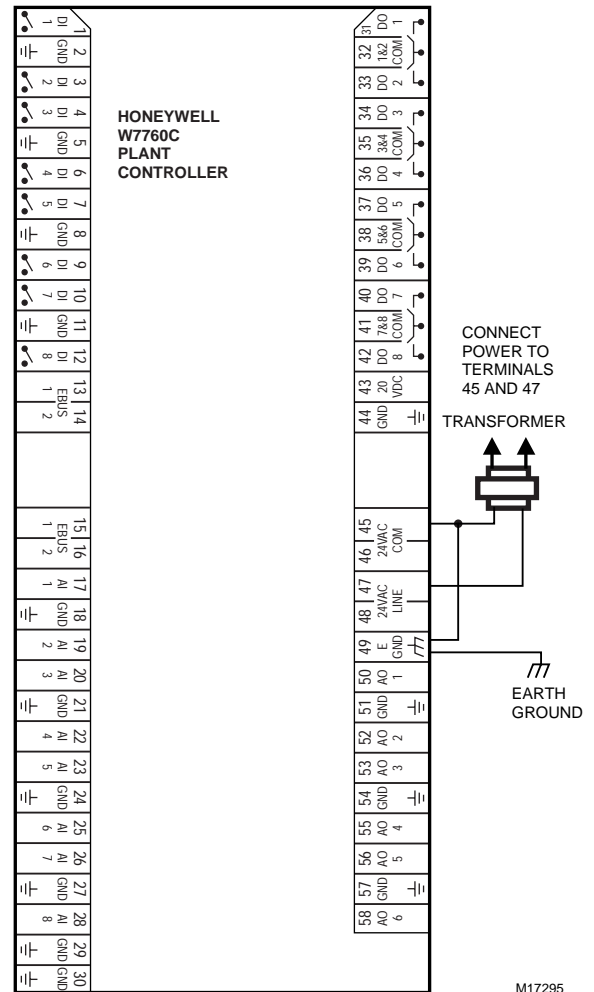 DI 1 1
GND 2
DI 2 3
DI 3 4
GND 5
DI 4 6
DI 5 7
GND 8
DI 6 9
DI 7 10
GND 11
DI 8 12
EBUS
1 13
2 14
EBUS
1 15
2 16
AI 1 17
GND 18
AI 2 19
AI 3 20
GND 21
AI 4 22
AI 5 23
GND 24
AI 6 25
AI 7 26
GND 27
AI 8 28
GND 29
GND 30
HONEYWELL
W7760C
PLANT
CONTROLLER
31 DO 1
32 1&2 COM
33 DO 2
34 DO 3
35 3&4 COM
36 DO 4
37 DO 5
38 5&6 COM
39 DO 6
40 DO 7
41 7&8 COM
42 DO 8
43 20 VDC
44 GND
45 46 24VAC COM
47 48 24VAC LINE
49 E GND
50 AO 1
51 GND
52 AO 2
53 AO 3
54 GND
55 AO 4
56 AO 5
57 GND
58 AO 6
CONNECT
POWER TO
TERMINALS
45 AND 47
TRANSFORMER
EARTH
GROUND
M17295